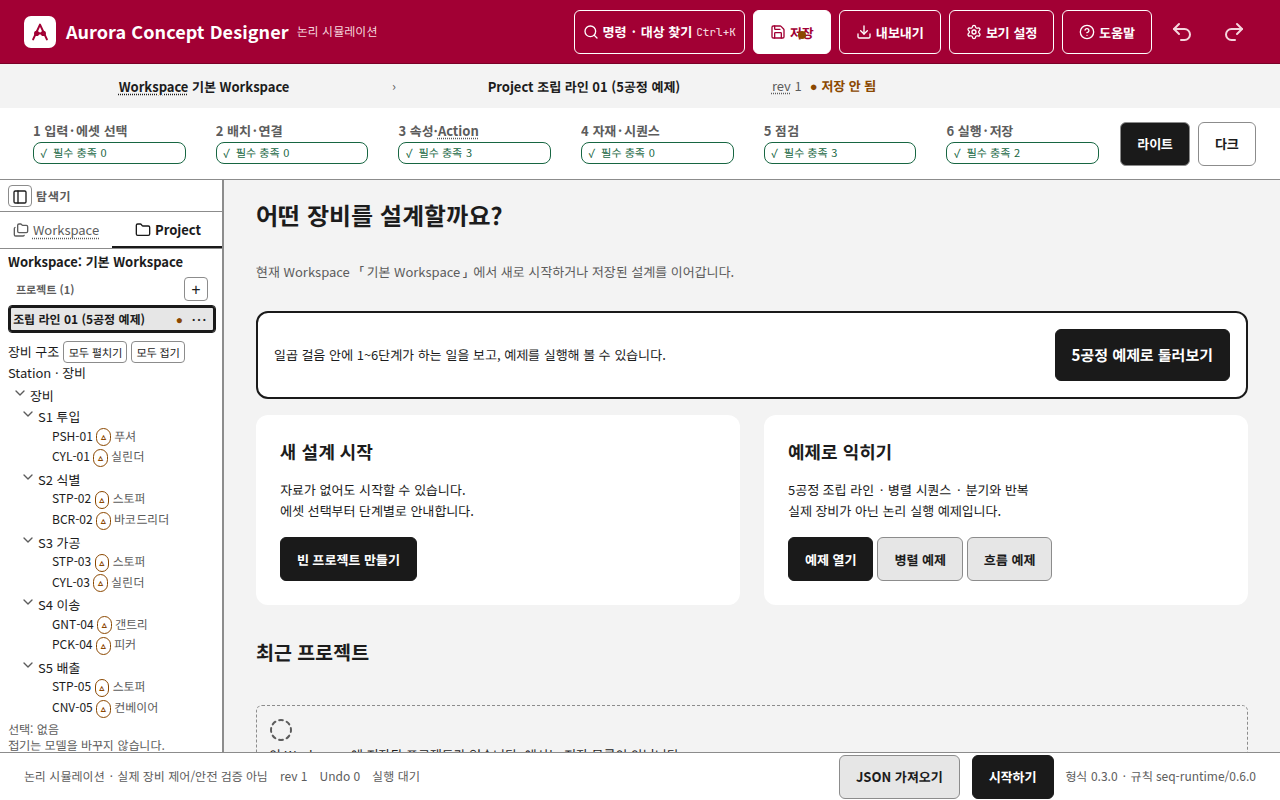 Aurora Concept Designer 논리 시뮬레이션
명령 · 대상 찾기 Ctrl+K
저장
내보내기
보기 설정
도움말
Workspace 기본 Workspace › Project 조립 라인 01 (5공정 예제) rev 1 ● 저장 안 됨
1 입력·에셋 선택
✓ 필수 충족 0
2 배치·연결
✓ 필수 충족 0
3 속성·Action
✓ 필수 충족 3
4 자재·시퀀스
✓ 필수 충족 0
5 점검
✓ 필수 충족 3
6 실행·저장
✓ 필수 충족 2
라이트
다크
탐색기
Workspace
Project
Workspace: 기본 Workspace
프로젝트 (1)
+
조립 라인 01 (5공정 예제) ● ···
장비 구조 모두 펼치기 모두 접기
Station · 장비
장비
S1 투입
PSH-01 푸셔
CYL-01 실린더
S2 식별
STP-02 스토퍼
BCR-02 바코드리더
S3 가공
STP-03 스토퍼
CYL-03 실린더
S4 이송
GNT-04 갠트리
PCK-04 피커
S5 배출
STP-05 스토퍼
CNV-05 컨베이어
선택: 없음
접기는 모델을 바꾸지 않습니다.
어떤 장비를 설계할까요?
현재 Workspace 「기본 Workspace」에서 새로 시작하거나 저장된 설계를 이어갑니다.
일곱 걸음 안에 1~6단계가 하는 일을 보고, 예제를 실행해 볼 수 있습니다.
5공정 예제로 둘러보기
새 설계 시작
자료가 없어도 시작할 수 있습니다.
에셋 선택부터 단계별로 안내합니다.
빈 프로젝트 만들기
예제로 익히기
5공정 조립 라인 · 병렬 시퀀스 · 분기와 반복
실제 장비가 아닌 논리 실행 예제입니다.
예제 열기
병렬 예제
흐름 예제
최근 프로젝트
논리 시뮬레이션 · 실제 장비 제어/안전 검증 아님 rev 1 Undo 0 실행 대기
JSON 가져오기
시작하기
형식 0.3.0 · 규칙 seq-runtime/0.6.0